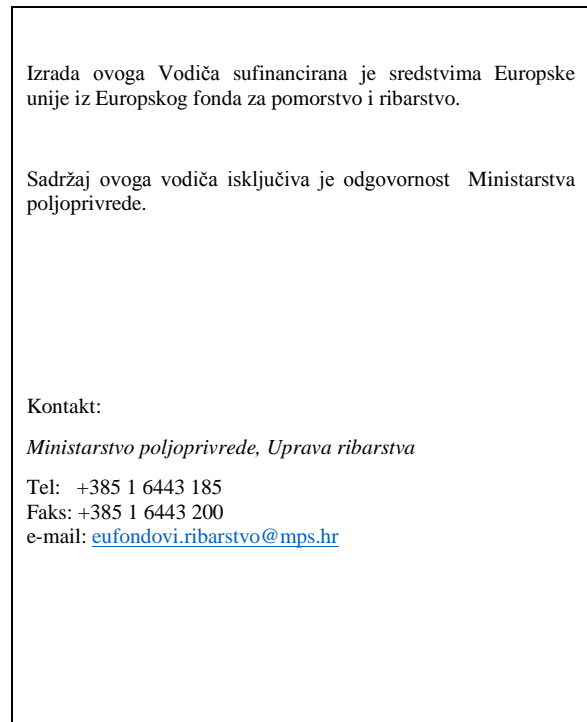 Izrada ovoga Vodiča sufinancirana je sredstvima Europske
unije iz Europskog fonda za pomorstvo i ribarstvo.
Sadržaj ovoga vodiča isključiva je odgovornost Ministarstva
poljoprivrede.
Kontakt:
Ministarstvo poljoprivrede, Uprava ribarstva
Tel: +385 1 6443 185
Faks: +385 1 6443 200
e-mail: eufondovi.ribarstvo@mps.hr